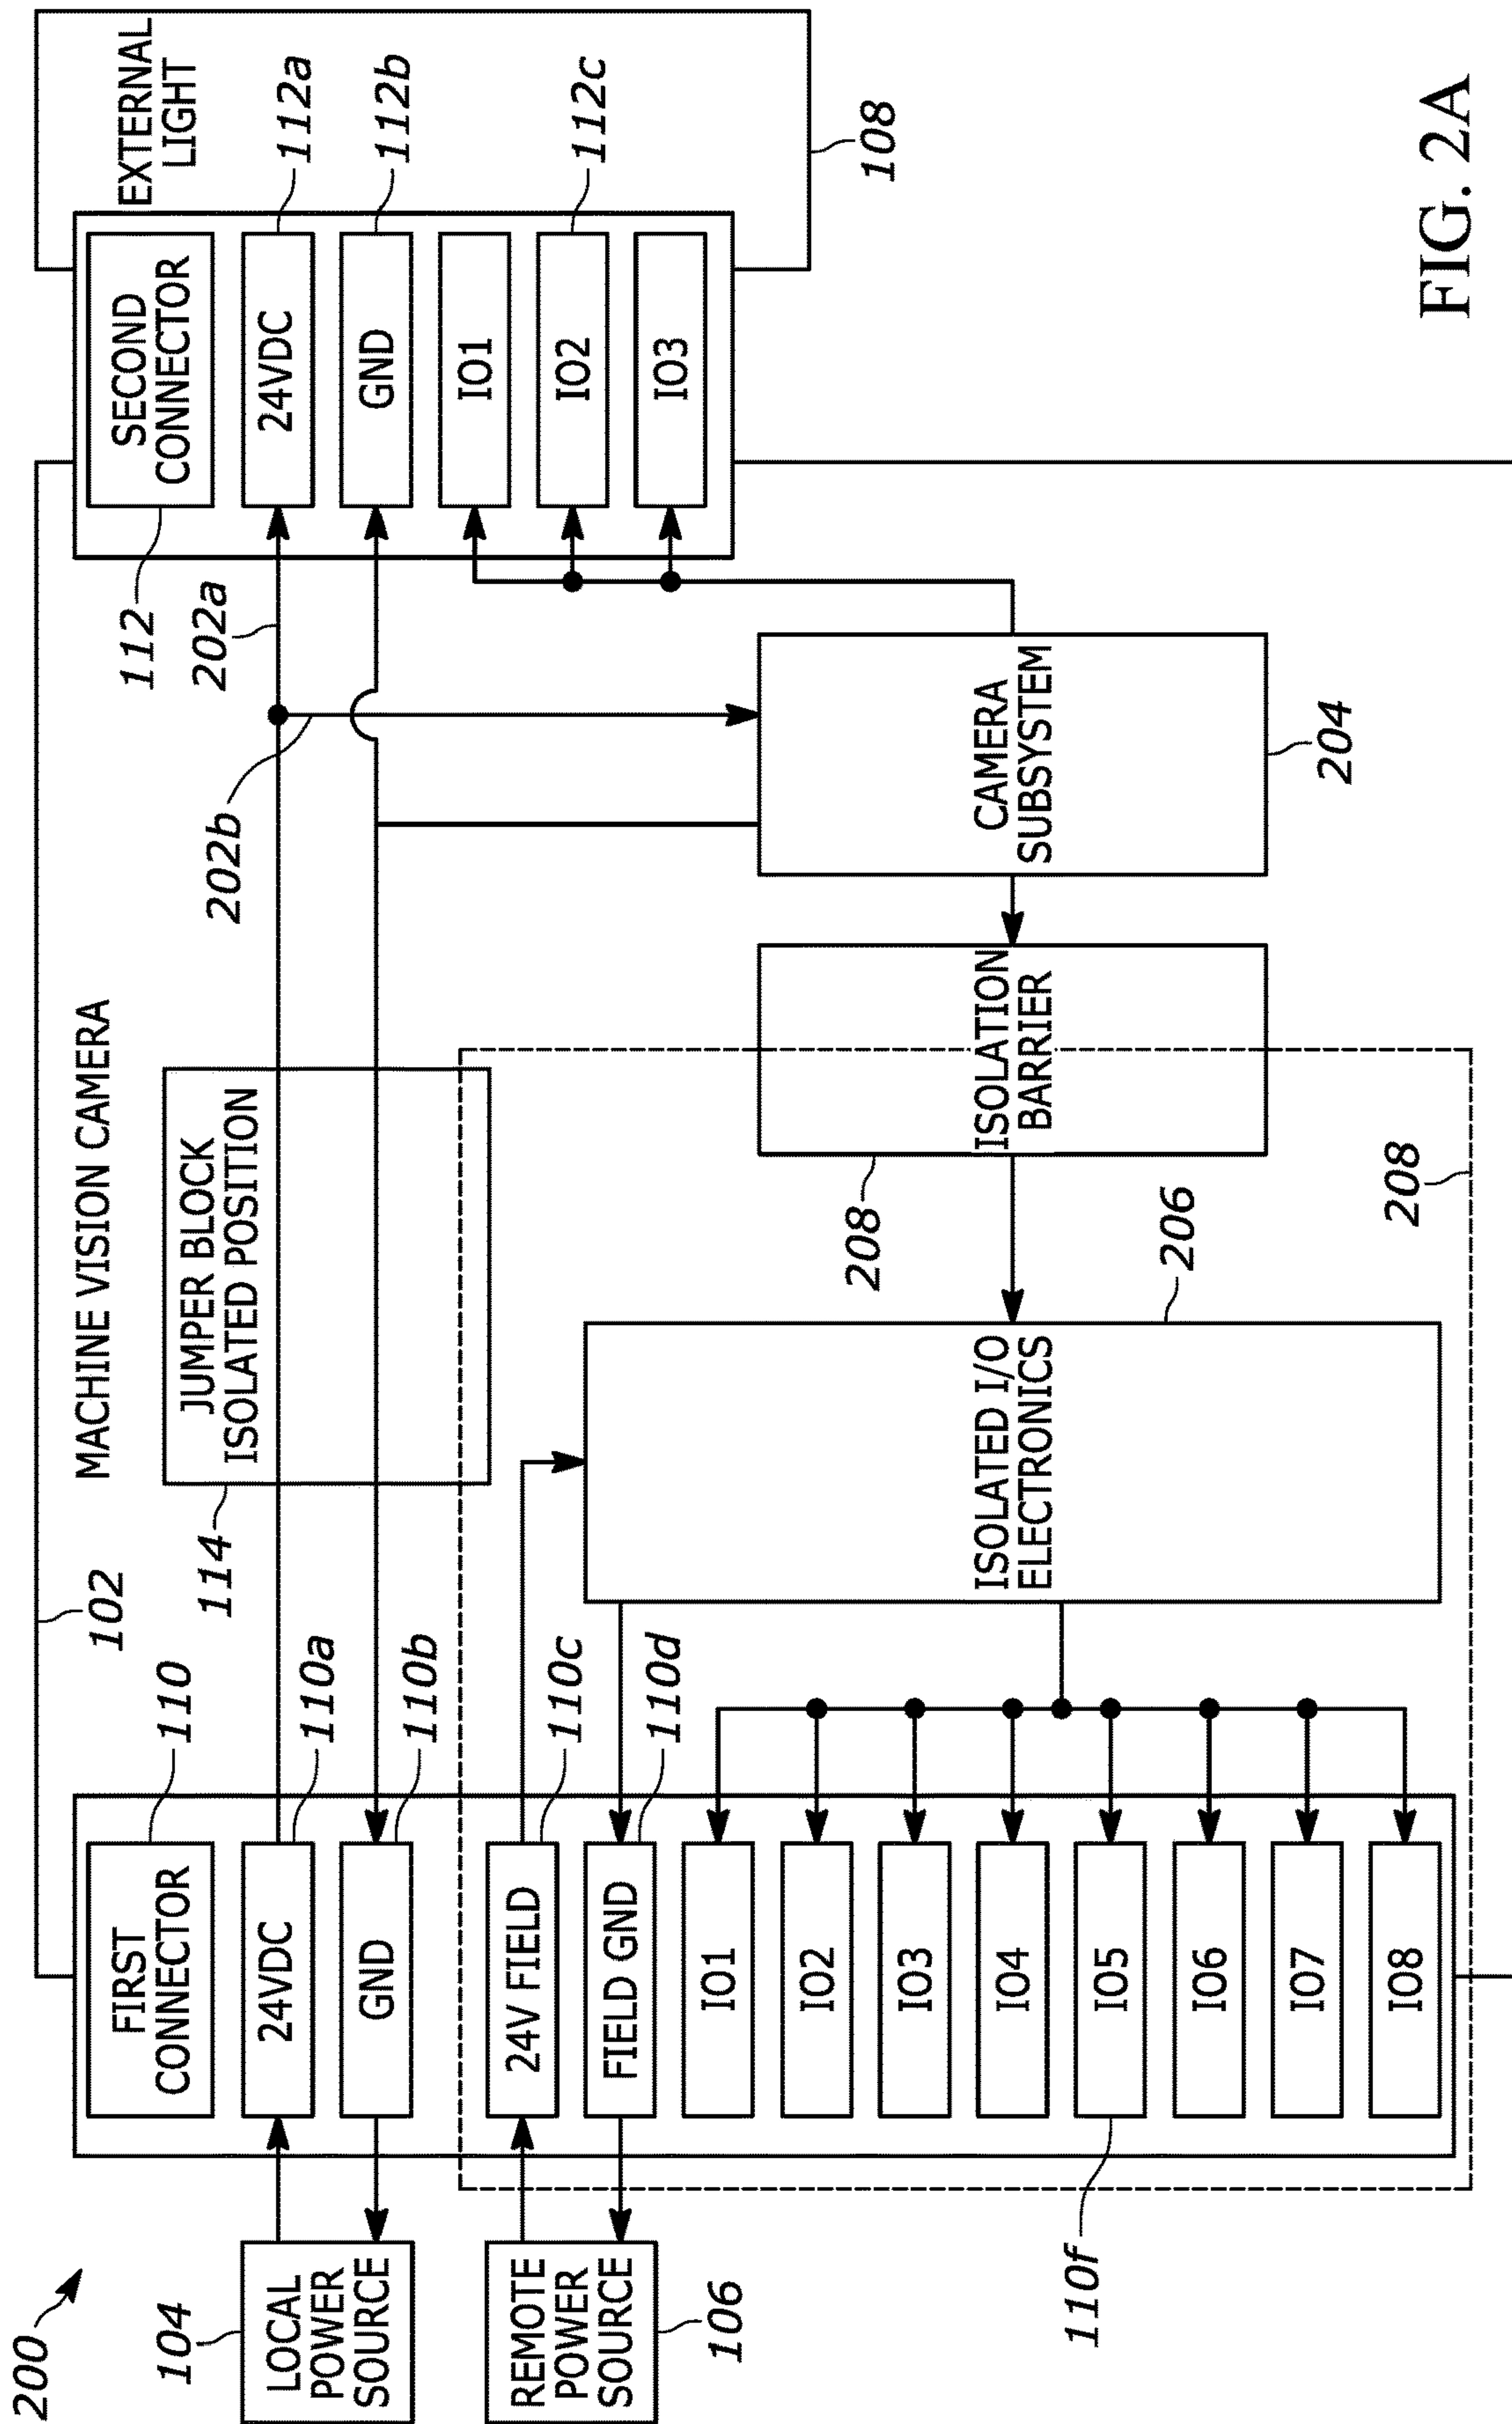 200
MACHINE VISION CAMERA
102
104
LOCAL
POWER
SOURCE
REMOTE
POWER
SOURCE
106
FIRST
CONNECTOR
110
24VDC
110a
GND
110b
24V FIELD
110c
FIELD GND
110d
IO1
IO2
IO3
IO4
IO5
IO6
IO7
IO8
110f
114
JUMPER BLOCK
ISOLATED POSITION
ISOLATED I/O
ELECTRONICS
206
208
ISOLATION
BARRIER
208
202b
202a
CAMERA
SUBSYSTEM
204
112
SECOND
CONNECTOR
24VDC
GND
IO1
IO2
IO3
EXTERNAL
LIGHT
112a
112b
112c
108
FIG. 2A